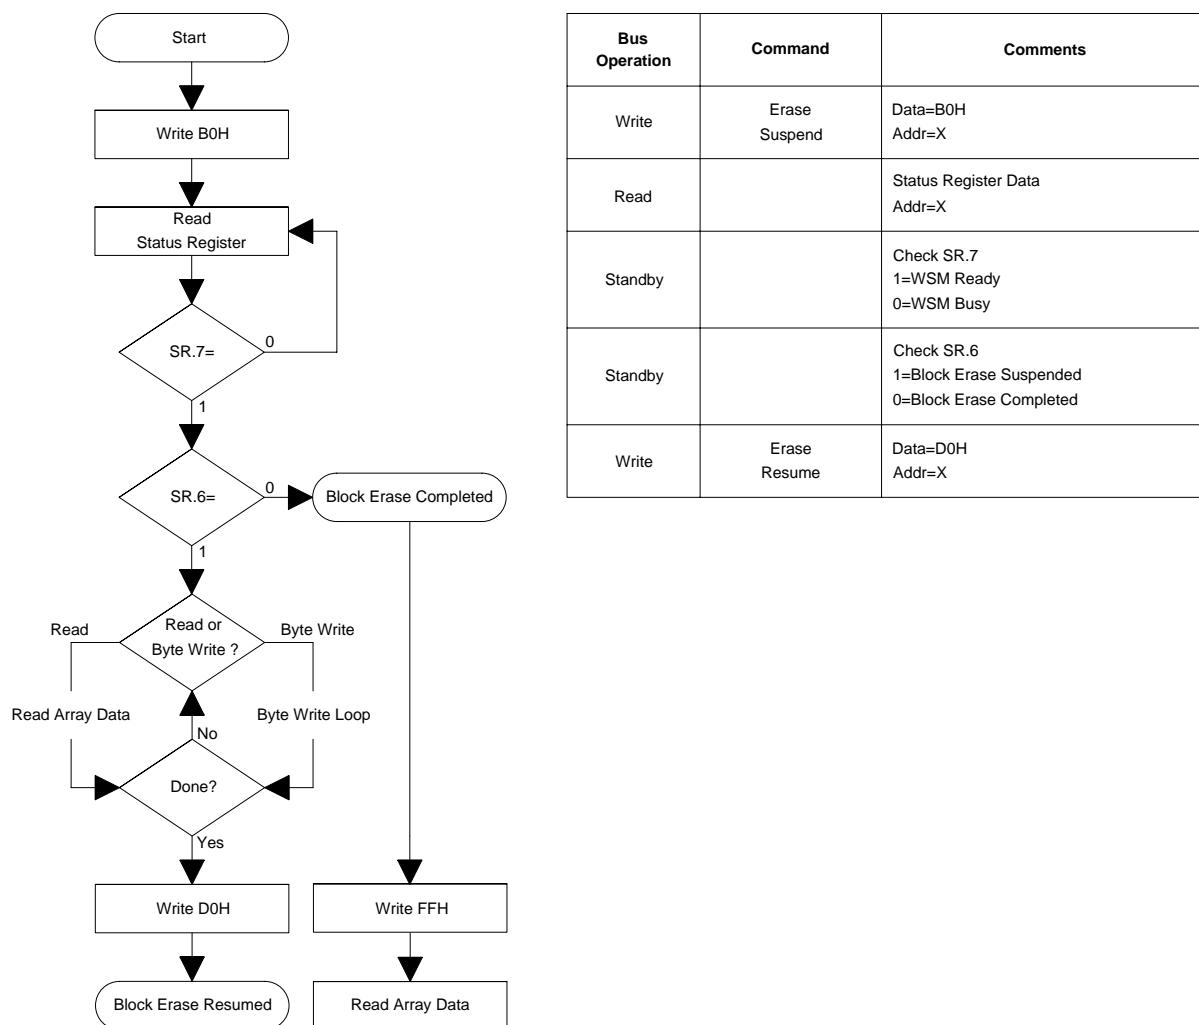 Start
Write B0H
Read
Status Register
SR.7=
0
1
SR.6=
0
Block Erase Completed
1
Read or
Byte Write ?
Read
Byte Write
Read Array Data
Byte Write Loop
No
Done?
Yes
Write D0H
Write FFH
Block Erase Resumed
Read Array Data
Bus
Operation
Command
Comments
Write
Erase
Suspend
Data=B0H
Addr=X
Read
Status Register Data
Addr=X
Standby
Check SR.7
1=WSM Ready
0=WSM Busy
Standby
Check SR.6
1=Block Erase Suspended
0=Block Erase Completed
Write
Erase
Resume
Data=D0H
Addr=X